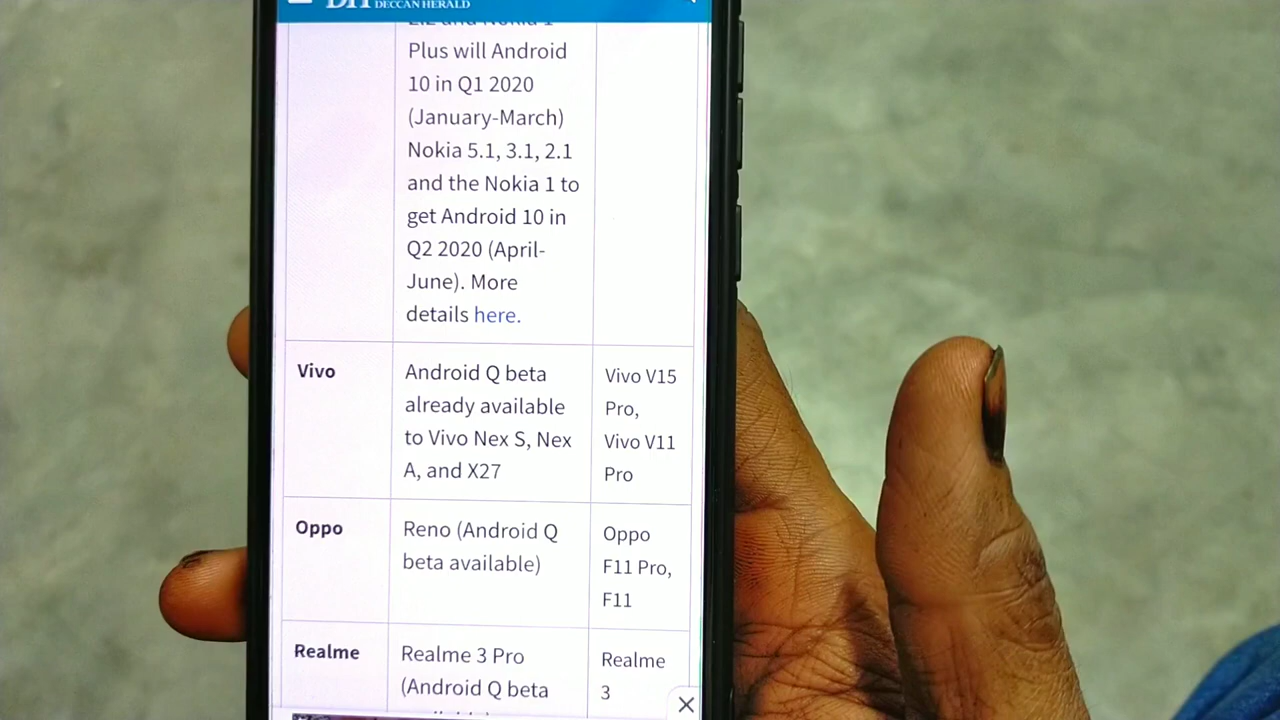 DH DECCAN HERALD
Plus will Android
10 in Q1 2020
(January-March)
Nokia 5.1, 3.1, 2.1
and the Nokia 1 to
get Android 10 in
Q2 2020 (April-
June). More
details here.
Vivo
Android Q beta
already available
to Vivo Nex S, Nex
A, and X27
Vivo V15
Pro,
Vivo V11
Pro
Oppo
Reno (Android Q
beta available)
Oppo
F11 Pro,
F11
Realme
Realme 3 Pro
(Android Q beta
Realme
3